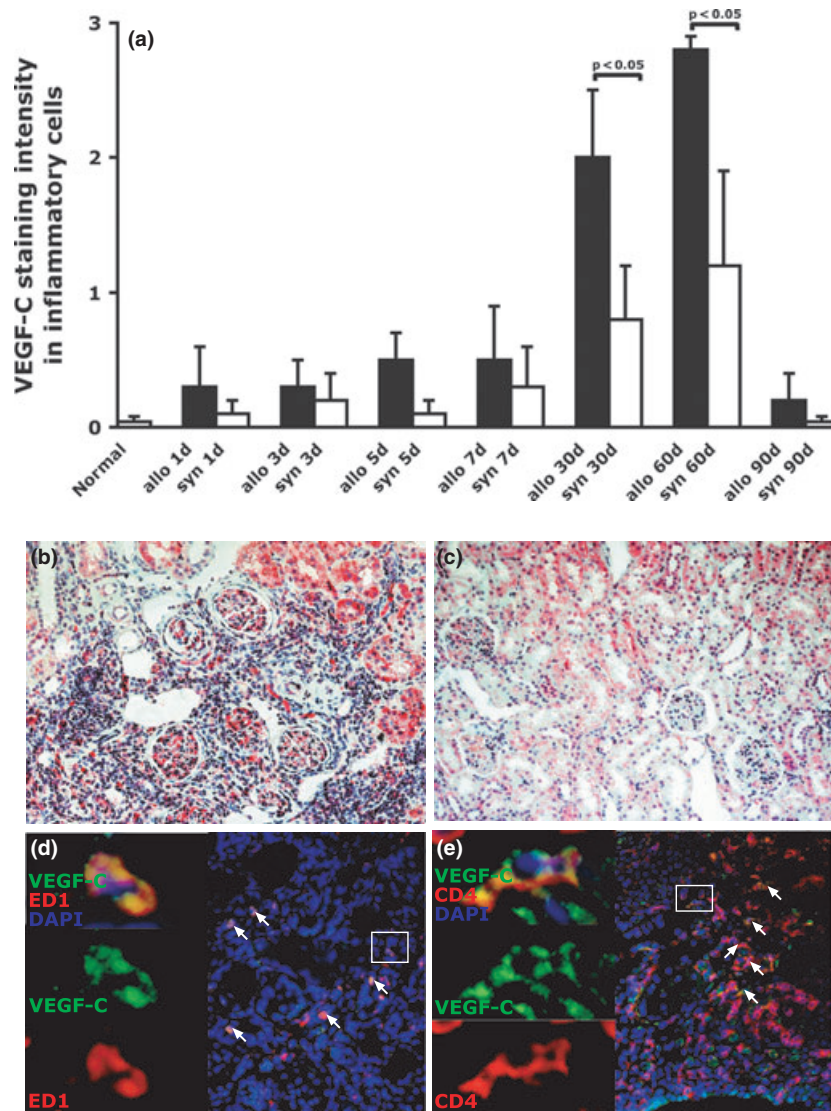 (a)
VEGF-C staining intensity
in inflammatory cells
3
2
1
0
p < 0.05
p < 0.05
Normal
allo 1d
syn 1d
allo 3d
syn 3d
allo 5d
syn 5d
allo 7d
syn 7d
allo 30d
syn 30d
allo 60d
syn 60d
allo 90d
syn 90d
(b)
(c)
(d)
VEGF-C
ED1
DAPI
VEGF-C
ED1
(e)
VEGF-C
CD4
DAPI
VEGF-C
CD4